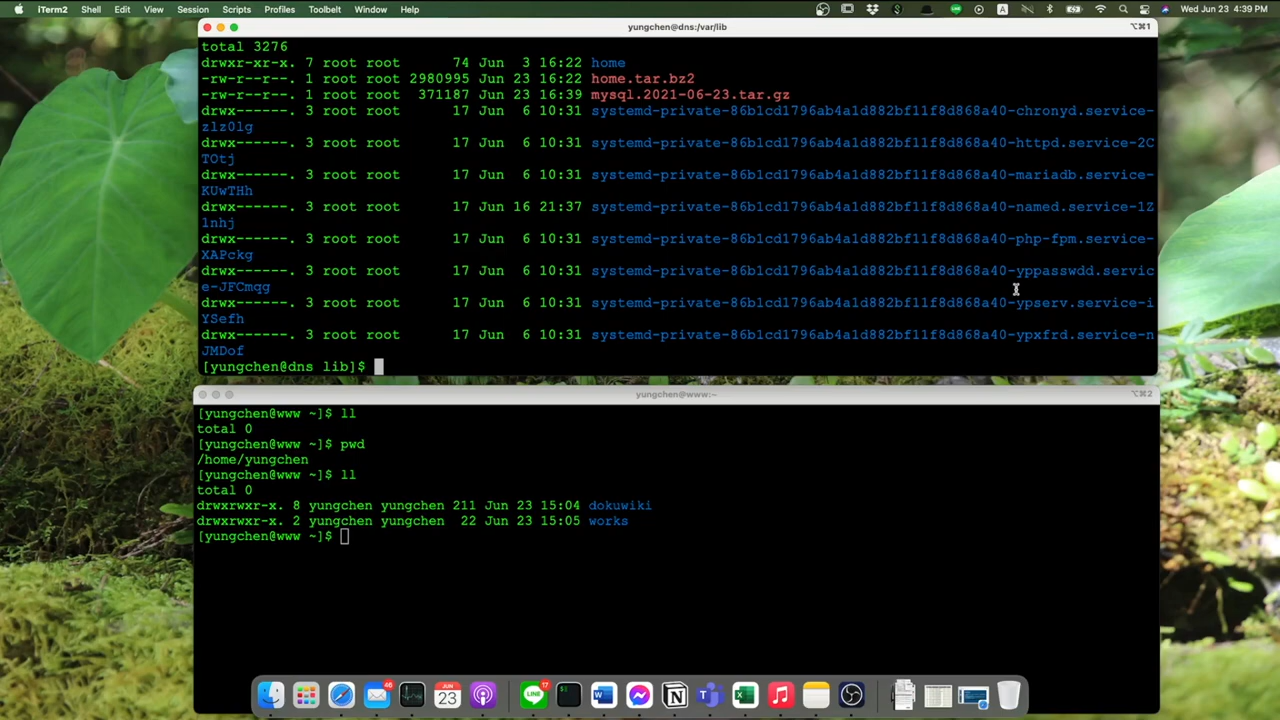 iTerm2 Shell Edit View Session Scripts Profiles Toolbelt Window Help Wed Jun 23 4:39 PM
yungchen@dns:/var/lib ⌥⌘1
total 3276
drwxr-xr-x. 7 root root 74 Jun 3 16:22 home
-rw-r--r--. 1 root root 2980995 Jun 23 16:22 home.tar.bz2
-rw-r--r--. 1 root root 371187 Jun 23 16:39 mysql.2021-06-23.tar.gz
drwx------. 3 root root 17 Jun 6 10:31 systemd-private-86b1cd1796ab4a1d882bf11f8d868a40-chronyd.service-
zlz0lg
drwx------. 3 root root 17 Jun 6 10:31 systemd-private-86b1cd1796ab4a1d882bf11f8d868a40-httpd.service-2C
TOtj
drwx------. 3 root root 17 Jun 6 10:31 systemd-private-86b1cd1796ab4a1d882bf11f8d868a40-mariadb.service-
KUwTHh
drwx------. 3 root root 17 Jun 16 21:37 systemd-private-86b1cd1796ab4a1d882bf11f8d868a40-named.service-1Z
lnhj
drwx------. 3 root root 17 Jun 6 10:31 systemd-private-86b1cd1796ab4a1d882bf11f8d868a40-php-fpm.service-
XAPckg
drwx------. 3 root root 17 Jun 6 10:31 systemd-private-86b1cd1796ab4a1d882bf11f8d868a40-yppasswdd.servic
e-JFCmqg
drwx------. 3 root root 17 Jun 6 10:31 systemd-private-86b1cd1796ab4a1d882bf11f8d868a40-ypserv.service-i
YSefh
drwx------. 3 root root 17 Jun 6 10:31 systemd-private-86b1cd1796ab4a1d882bf11f8d868a40-ypxfrd.service-n
JMDof
[yungchen@dns lib]$
yungchen@www:~ ⌥⌘2
[yungchen@www ~]$ ll
total 0
[yungchen@www ~]$ pwd
/home/yungchen
[yungchen@www ~]$ ll
total 0
drwxrwxr-x. 8 yungchen yungchen 211 Jun 23 15:04 dokuwiki
drwxrwxr-x. 2 yungchen yungchen 22 Jun 23 15:05 works
[yungchen@www ~]$
46
JUN
23
LINE
17